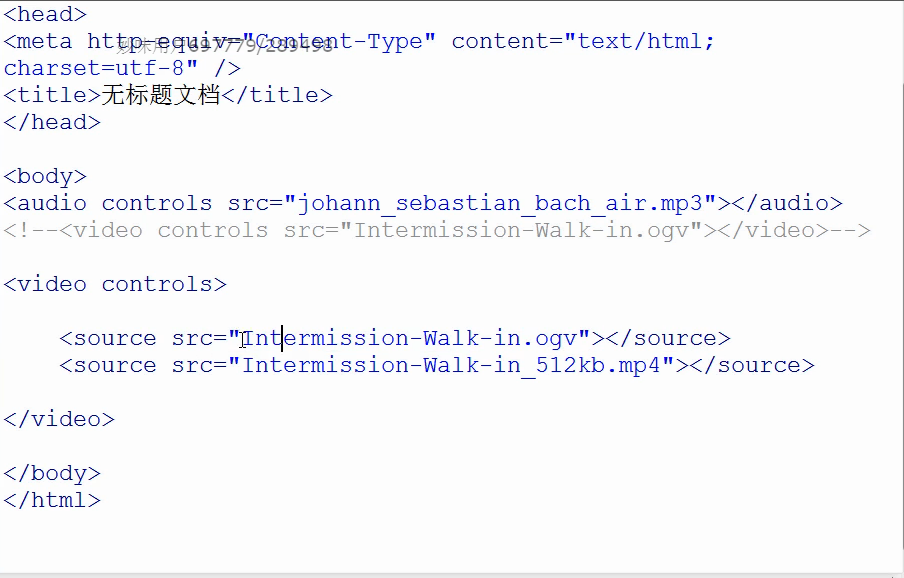 <head>
<meta http-equiv="Content-Type" content="text/html;
charset=utf-8" />
<title>无标题文档</title>
</head>
<body>
<audio controls src="johann_sebastian_bach_air.mp3"></audio>
<!--<video controls src="Intermission-Walk-in.ogv"></video>-->
<video controls>
<source src="Intermission-Walk-in.ogv"></source>
<source src="Intermission-Walk-in_512kb.mp4"></source>
</video>
</body>
</html>